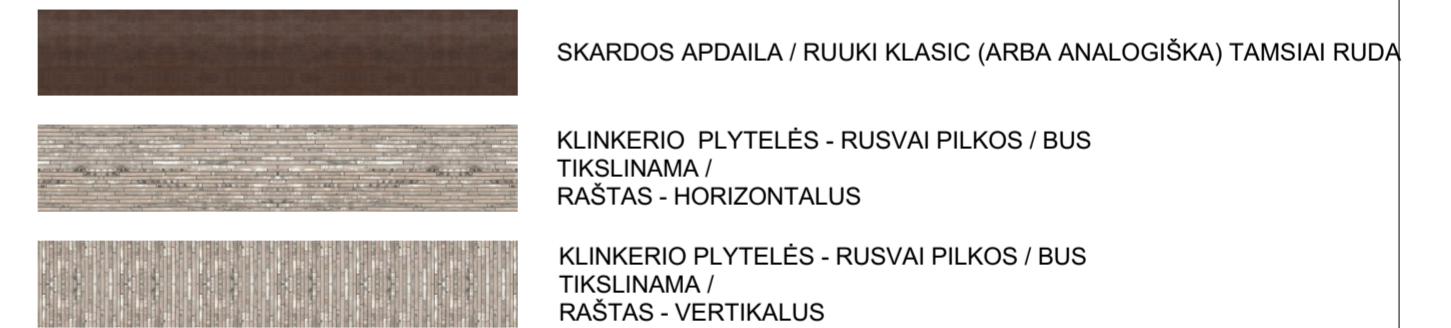 SKARDOS APDAILA / RUUKI KLASIC (ARBA ANALOGIŠKA) TAMSIAI RUDA
KLINKERIO PLYTELĖS - RUSVAI PILKOS / BUS
TIKSLINAMA /
RAŠTAS - HORIZONTALUS
KLINKERIO PLYTELĖS - RUSVAI PILKOS / BUS
TIKSLINAMA /
RAŠTAS - VERTIKALUS